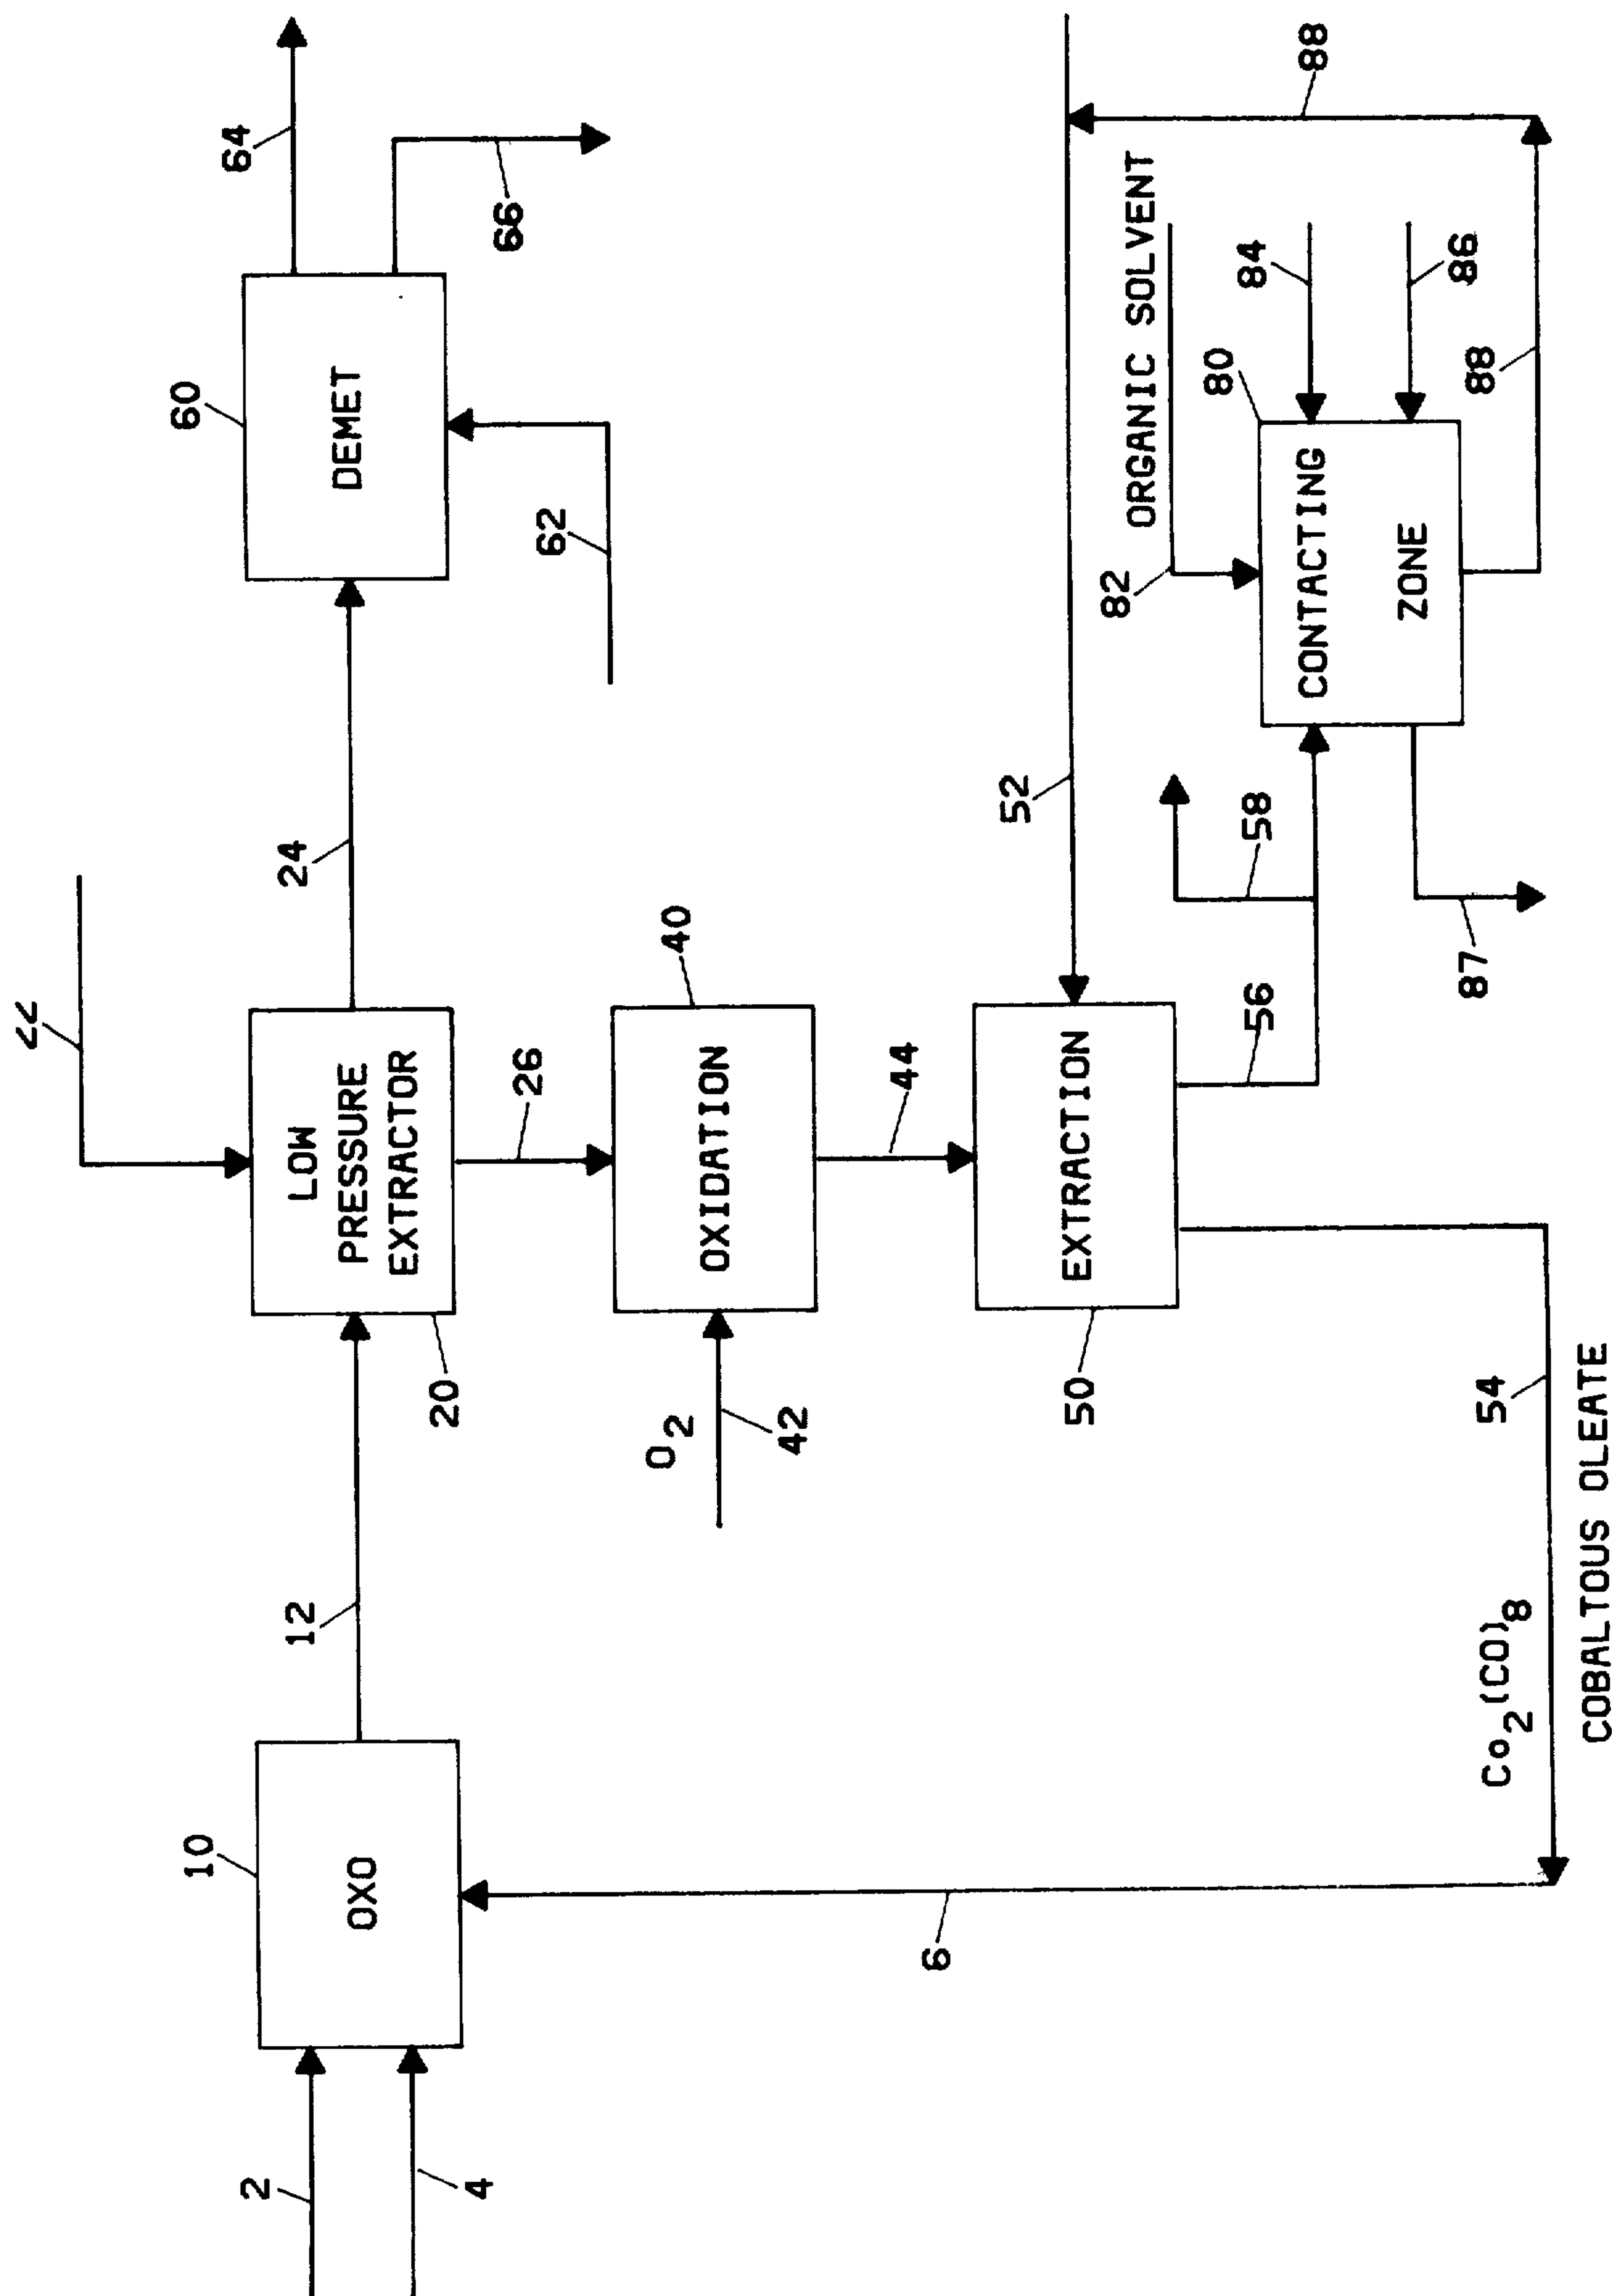 2
4
10
OXO
6
12
22
LOW
PRESSURE
EXTRACTOR
20
24
26
60
DEMET
62
64
66
O2
42
OXIDATION
40
44
EXTRACTION
50
52
54
Co2(CO)8
COBALTOUS OLEATE
56
58
82 ORGANIC SOLVENT
80
CONTACTING
ZONE
84
86
87
88
88